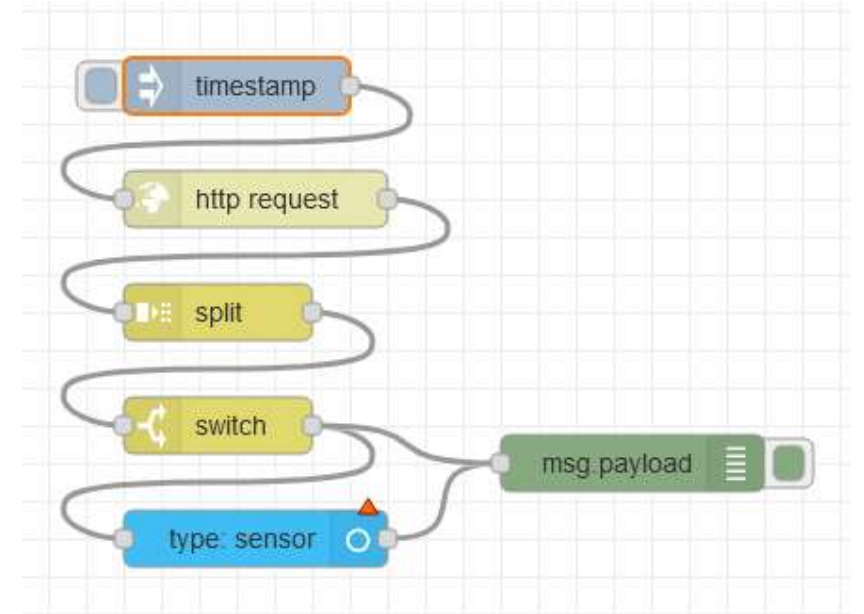 timestamp
http request
split
switch
msg.payload
type: sensor